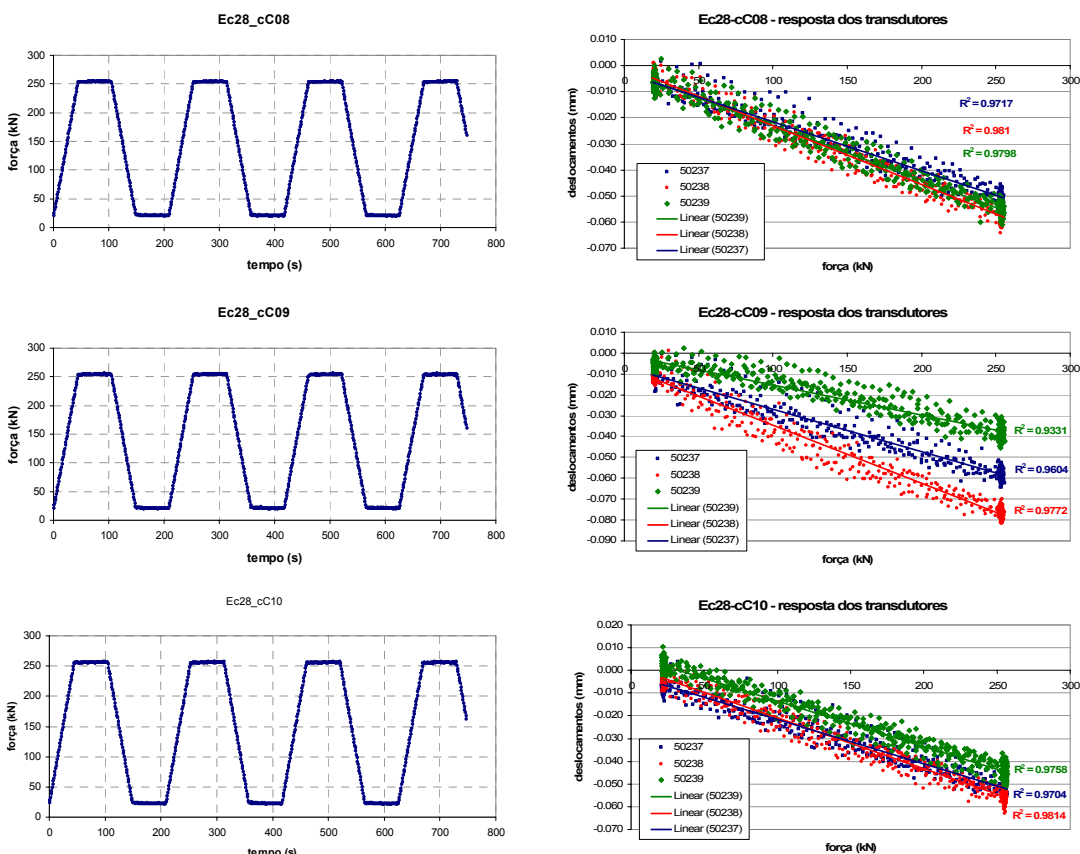 Ec28_cC08
300
250
200
150
100
50
0
força (kN)
0 100 200 300 400 500 600 700 800
tempo (s)
Ec28-cC08 - resposta dos transdutores
0.010
0.000
-0.010
-0.020
-0.030
-0.040
-0.050
-0.060
-0.070
deslocamentos (mm)
0 50 100 150 200 250 300
R² = 0.9717
R² = 0.981
R² = 0.9798
50237
50238
50239
Linear (50239)
Linear (50238)
Linear (50237)
força (kN)
Ec28_cC09
300
250
200
150
100
50
0
força (kN)
0 100 200 300 400 500 600 700 800
tempo (s)
Ec28-cC09 - resposta dos transdutores
0.010
0.000
-0.010
-0.020
-0.030
-0.040
-0.050
-0.060
-0.070
-0.080
-0.090
deslocamentos (mm)
0 50 100 150 200 250 300
R² = 0.9331
R² = 0.9604
R² = 0.9772
50237
50238
50239
Linear (50239)
Linear (50238)
Linear (50237)
força (kN)
Ec28_cC10
300
250
200
150
100
50
0
força (kN)
0 100 200 300 400 500 600 700 800
tempo (s)
Ec28-cC10 - resposta dos transdutores
0.020
0.010
0.000
-0.010
-0.020
-0.030
-0.040
-0.050
-0.060
-0.070
deslocamentos (mm)
0 50 100 150 200 250 300
R² = 0.9758
R² = 0.9704
R² = 0.9814
50237
50238
50239
Linear (50239)
Linear (50238)
Linear (50237)
força (kN)